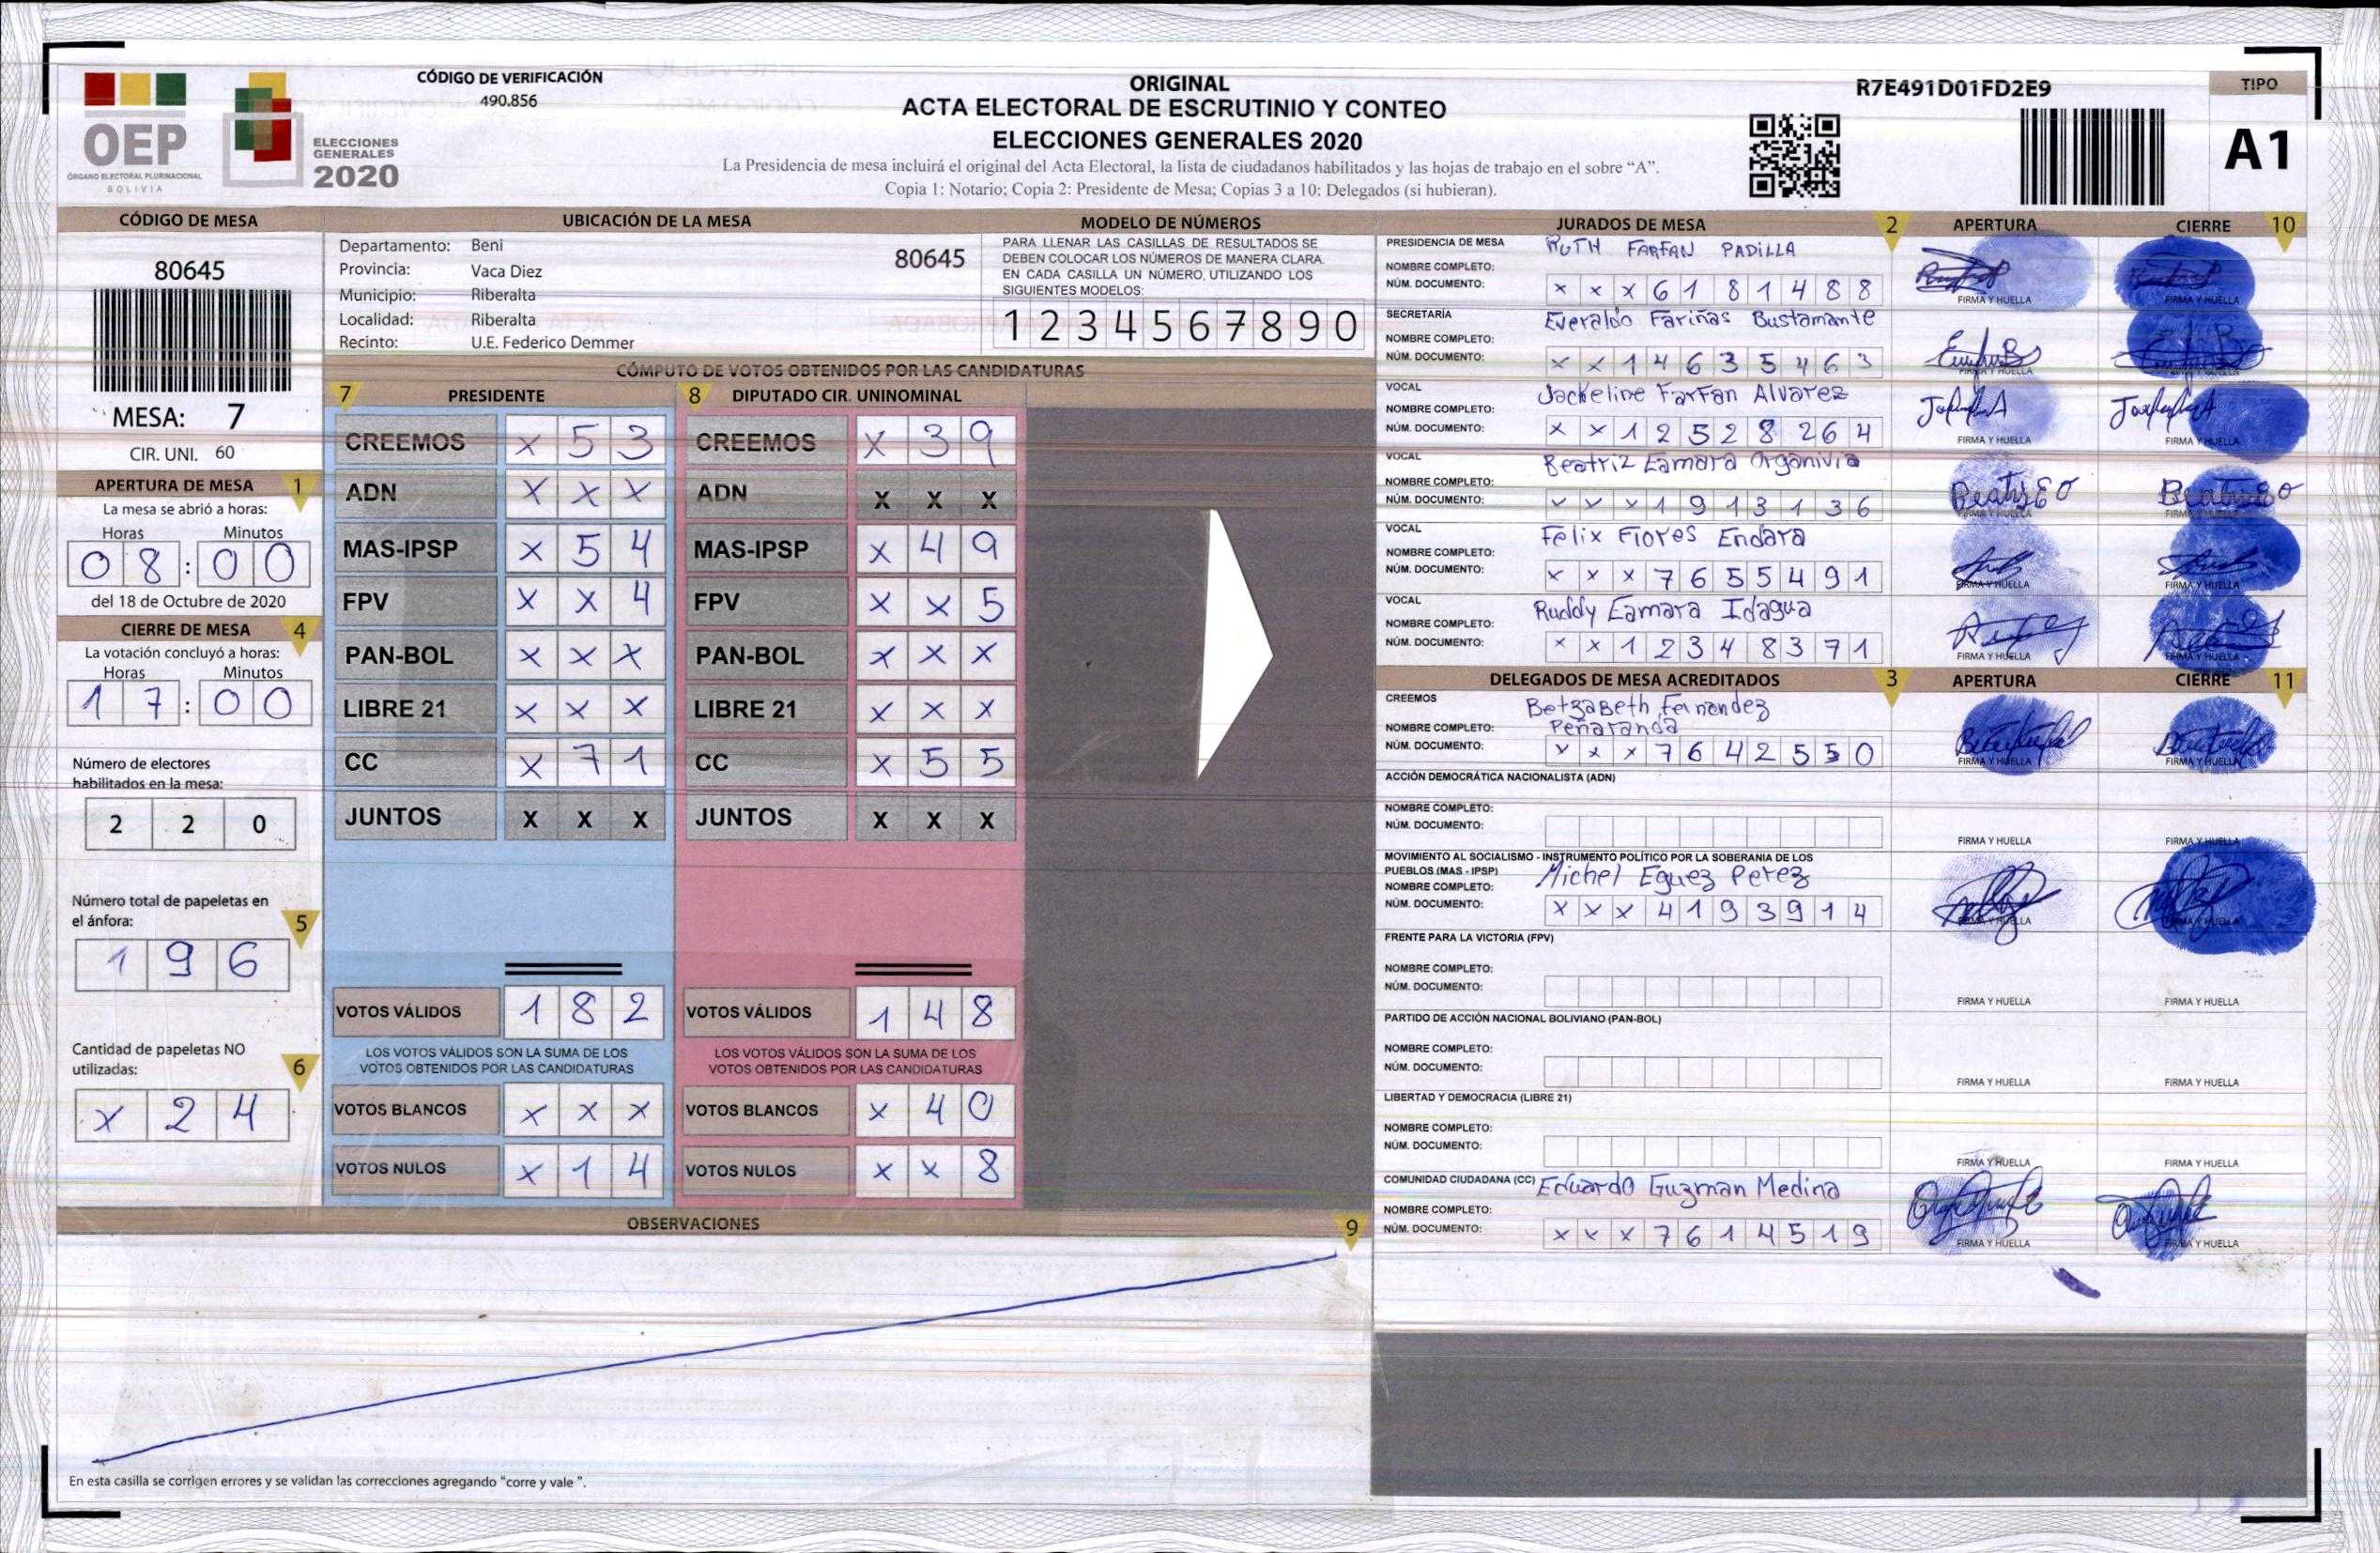 CÓDIGO DE VERIFICACIÓN
490.856
ORIGINAL
ACTA ELECTORAL DE ESCRUTINIO Y CONTEO
ELECCIONES GENERALES 2020
La Presidencia de mesa incluirá el original del Acta Electoral, la lista de ciudadanos habilitados y las hojas de trabajo en el sobre “A”.
Copia 1: Notario; Copia 2: Presidente de Mesa; Copias 3 a 10: Delegados (si hubieran).
R7E491D01FD2E9
TIPO
A1
OEP
ÓRGANO ELECTORAL PLURINACIONAL
BOLIVIA
ELECCIONES
GENERALES
2020
CÓDIGO DE MESA
80645
MESA: 7
CIR. UNI. 60
APERTURA DE MESA 1
La mesa se abrió a horas:
Horas Minutos
0 8 : 0 0
del 18 de Octubre de 2020
CIERRE DE MESA 4
La votación concluyó a horas:
Horas Minutos
1 7 : 0 0
Número de electores
habilitados en la mesa:
2 2 0
Número total de papeletas en
el ánfora: 5
1 9 6
Cantidad de papeletas NO
utilizadas: 6
x 2 4
UBICACIÓN DE LA MESA
Departamento: Beni
80645
Provincia: Vaca Diez
Municipio: Riberalta
Localidad: Riberalta
Recinto: U.E. Federico Demmer
MODELO DE NÚMEROS
PARA LLENAR LAS CASILLAS DE RESULTADOS SE
DEBEN COLOCAR LOS NÚMEROS DE MANERA CLARA.
EN CADA CASILLA UN NÚMERO, UTILIZANDO LOS
SIGUIENTES MODELOS:
1 2 3 4 5 6 7 8 9 0
CÓMPUTO DE VOTOS OBTENIDOS POR LAS CANDIDATURAS
7 PRESIDENTE
CREEMOS x 5 3
ADN x x x
MAS-IPSP x 5 4
FPV x x 4
PAN-BOL x x x
LIBRE 21 x x x
CC x 7 1
JUNTOS X X X
VOTOS VÁLIDOS 1 8 2
LOS VOTOS VÁLIDOS SON LA SUMA DE LOS
VOTOS OBTENIDOS POR LAS CANDIDATURAS
VOTOS BLANCOS x x x
VOTOS NULOS x 1 4
8 DIPUTADO CIR. UNINOMINAL
CREEMOS x 3 9
ADN X X X
MAS-IPSP x 4 9
FPV x x 5
PAN-BOL x x x
LIBRE 21 x x x
CC x 5 5
JUNTOS X X X
VOTOS VÁLIDOS 1 4 8
LOS VOTOS VÁLIDOS SON LA SUMA DE LOS
VOTOS OBTENIDOS POR LAS CANDIDATURAS
VOTOS BLANCOS x 4 0
VOTOS NULOS x x 8
OBSERVACIONES 9
En esta casilla se corrigen errores y se validan las correcciones agregando “corre y vale ”.
JURADOS DE MESA 2 APERTURA CIERRE 10
PRESIDENCIA DE MESA
RUTH FARFAN PADILLA
NOMBRE COMPLETO:
NÚM. DOCUMENTO: x x x 6 1 8 1 4 8 8
FIRMA Y HUELLA FIRMA Y HUELLA
SECRETARÍA
Everaldo Fariñas Bustamante
NOMBRE COMPLETO:
NÚM. DOCUMENTO: x x 1 4 6 3 5 4 6 3
FIRMA Y HUELLA
VOCAL
Jackeline Farfan Alvarez
NOMBRE COMPLETO:
NÚM. DOCUMENTO: x x 1 2 5 2 8 2 6 4
FIRMA Y HUELLA FIRMA Y HUELLA
VOCAL
Beatriz Eamara Organivia
NOMBRE COMPLETO:
NÚM. DOCUMENTO: x x x 1 9 1 3 1 3 6
FIRMA Y HUELLA FIRMA Y HUELLA
VOCAL
Felix Flores Endara
NOMBRE COMPLETO:
NÚM. DOCUMENTO: x x x 7 6 5 5 4 9 1
FIRMA Y HUELLA FIRMA Y HUELLA
VOCAL
Ruddy Eamara Idagua
NOMBRE COMPLETO:
NÚM. DOCUMENTO: x x 1 2 3 4 8 3 7 1
FIRMA Y HUELLA FIRMA Y HUELLA
DELEGADOS DE MESA ACREDITADOS 3 APERTURA CIERRE 11
CREEMOS
Betzabeth Fernandez
Peñaranda
NOMBRE COMPLETO:
NÚM. DOCUMENTO: x x x 7 6 4 2 5 5 0
FIRMA Y HUELLA FIRMA Y HUELLA
ACCIÓN DEMOCRÁTICA NACIONALISTA (ADN)
NOMBRE COMPLETO:
NÚM. DOCUMENTO:
FIRMA Y HUELLA FIRMA Y HUELLA
MOVIMIENTO AL SOCIALISMO - INSTRUMENTO POLÍTICO POR LA SOBERANIA DE LOS
PUEBLOS (MAS - IPSP)
Michel Eguez Perez
NOMBRE COMPLETO:
NÚM. DOCUMENTO: x x x 4 1 9 3 9 1 4
FIRMA Y HUELLA FIRMA Y HUELLA
FRENTE PARA LA VICTORIA (FPV)
NOMBRE COMPLETO:
NÚM. DOCUMENTO:
FIRMA Y HUELLA FIRMA Y HUELLA
PARTIDO DE ACCIÓN NACIONAL BOLIVIANO (PAN-BOL)
NOMBRE COMPLETO:
NÚM. DOCUMENTO:
FIRMA Y HUELLA FIRMA Y HUELLA
LIBERTAD Y DEMOCRACIA (LIBRE 21)
NOMBRE COMPLETO:
NÚM. DOCUMENTO:
FIRMA Y HUELLA FIRMA Y HUELLA
COMUNIDAD CIUDADANA (CC)
Eduardo Guzman Medina
NOMBRE COMPLETO:
NÚM. DOCUMENTO: x x x 7 6 1 4 5 1 9
FIRMA Y HUELLA FIRMA Y HUELLA